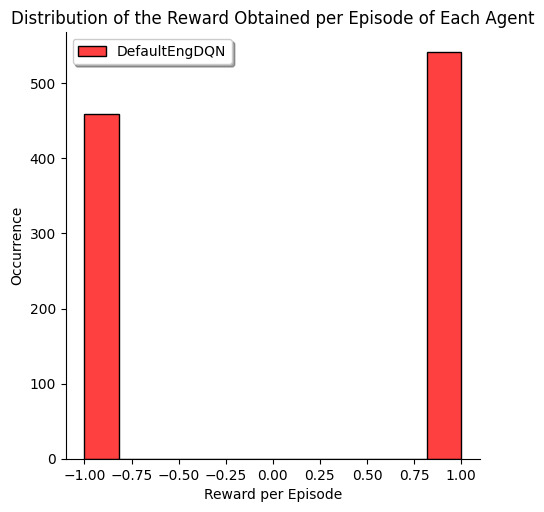 Distribution of the Reward Obtained per Episode of Each Agent
DefaultEngDQN
500
400
300
200
100
0
Occurrence
−1.00 −0.75 −0.50 −0.25 0.00 0.25 0.50 0.75 1.00
Reward per Episode